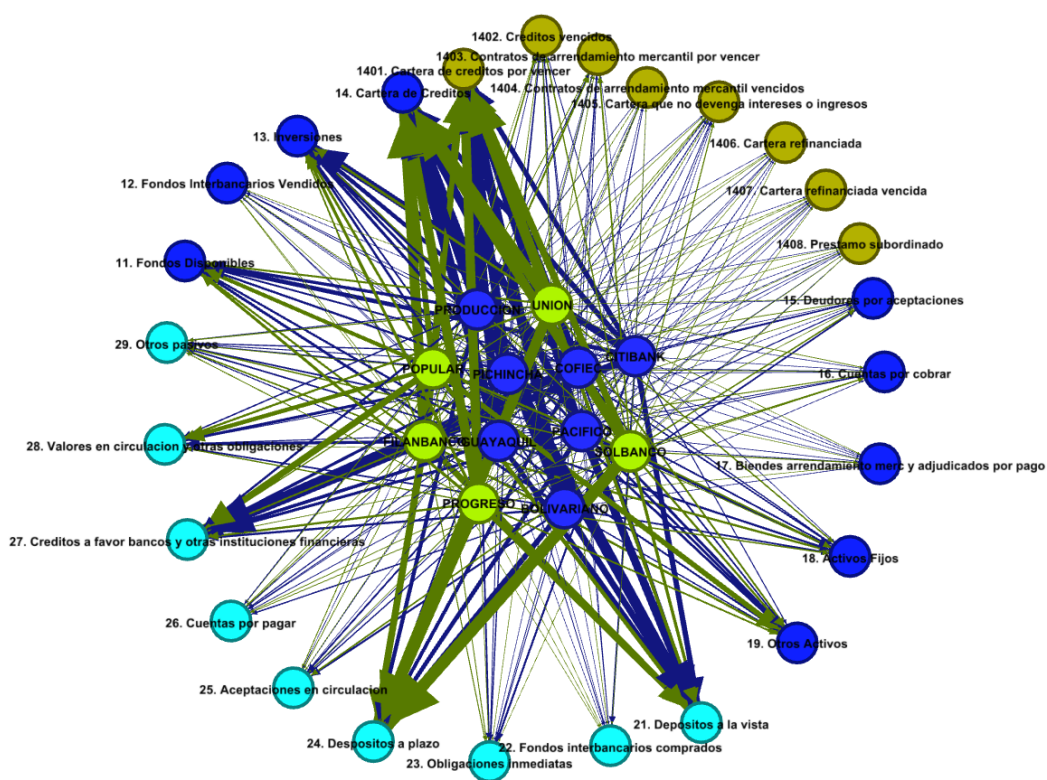 1402. Creditos vencidos
1403. Contratos de arrendamiento mercantil por vencer
1401. Cartera de creditos por vencer
1404. Contratos de arrendamiento mercantil vencidos
14. Cartera de Creditos
1405. Cartera que no devenga intereses o ingresos
13. Inversiones
1406. Cartera refinanciada
12. Fondos Interbancarios Vendidos
1407. Cartera refinanciada vencida
1408. Prestamo subordinado
11. Fondos Disponibles
15. Deudores por aceptaciones
PRODUCCION
UNION
29. Otros pasivos
CITIBANK
POPULAR
PICHINCHA
COFIEC
16. Cuentas por cobrar
28. Valores en circulacion y otras obligaciones
FILANBANCO
GUAYAQUIL
PACIFICO
SOLBANCO
17. Biendes arrendamiento merc y adjudicados por pago
PROGRESO
BOLIVARIANO
27. Creditos a favor bancos y otras instituciones financieras
18. Activos Fijos
26. Cuentas por pagar
19. Otros Activos
25. Aceptaciones en circulacion
21. Depositos a la vista
24. Despositos a plazo
22. Fondos interbancarios comprados
23. Obligaciones Inmediatas